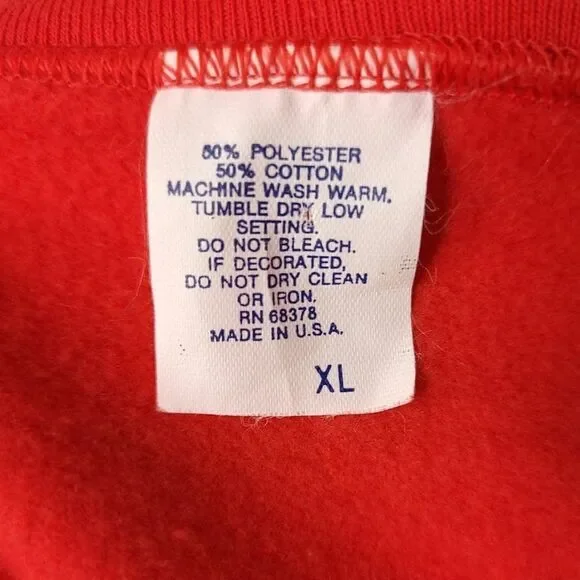 50% POLYESTER
50% COTTON
MACHINE WASH WARM.
TUMBLE DRY LOW
SETTING.
DO NOT BLEACH.
IF DECORATED,
DO NOT DRY CLEAN
OR IRON.
RN 68378
MADE IN U.S.A.
XL